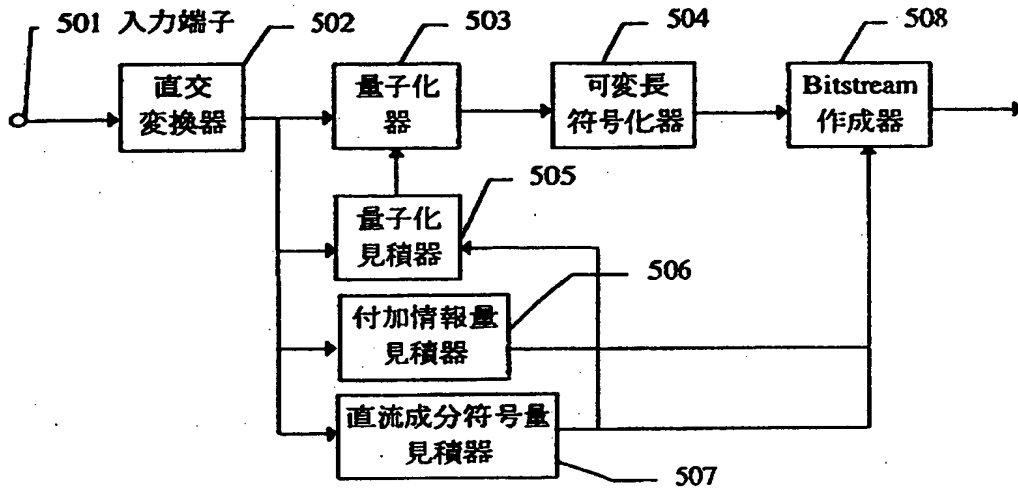 501 入力端子
502
503
504
508
直交
変換器
量子化
器
可変長
符号化器
Bitstream
作成器
505
量子化
見積器
506
付加情報量
見積器
直流成分符号量
見積器
507